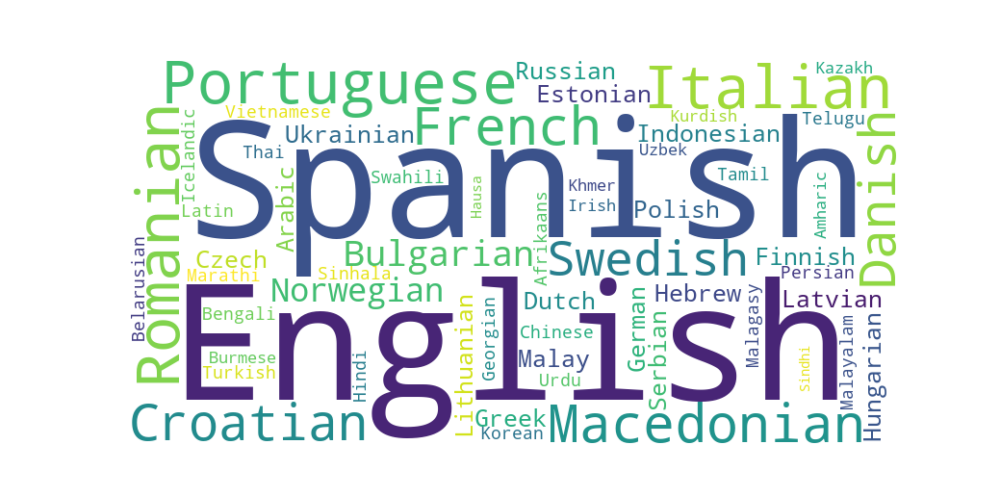 Portuguese
Russian
Italian
Kazakh
Estonian
Vietnamese
French
Kurdish
Telugu
Romanian
Icelandic
Ukrainian
Spanish
Indonesian
Danish
Thai
Uzbek
Swahili
Hausa
Khmer
Tamil
Amharic
Arabic
Latin
Afrikaans
Irish
Polish
Belarusian
Czech
Bulgarian
Swedish
Finnish
Marathi
Sinhala
Persian
Norwegian
English
Dutch
Hebrew
Latvian
Bengali
Lithuanian
Georgian
Chinese
German
Serbian
Malagasy
Malayalam
Hungarian
Burmese
Hindi
Malay
Turkish
Urdu
Sindhi
Croatian
Greek
Korean
Macedonian